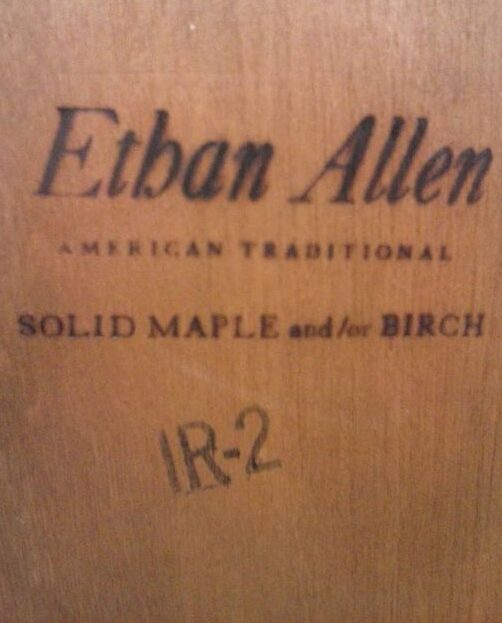 Ethan Allen
AMERICAN TRADITIONAL
SOLID MAPLE and/or BIRCH
IR-2